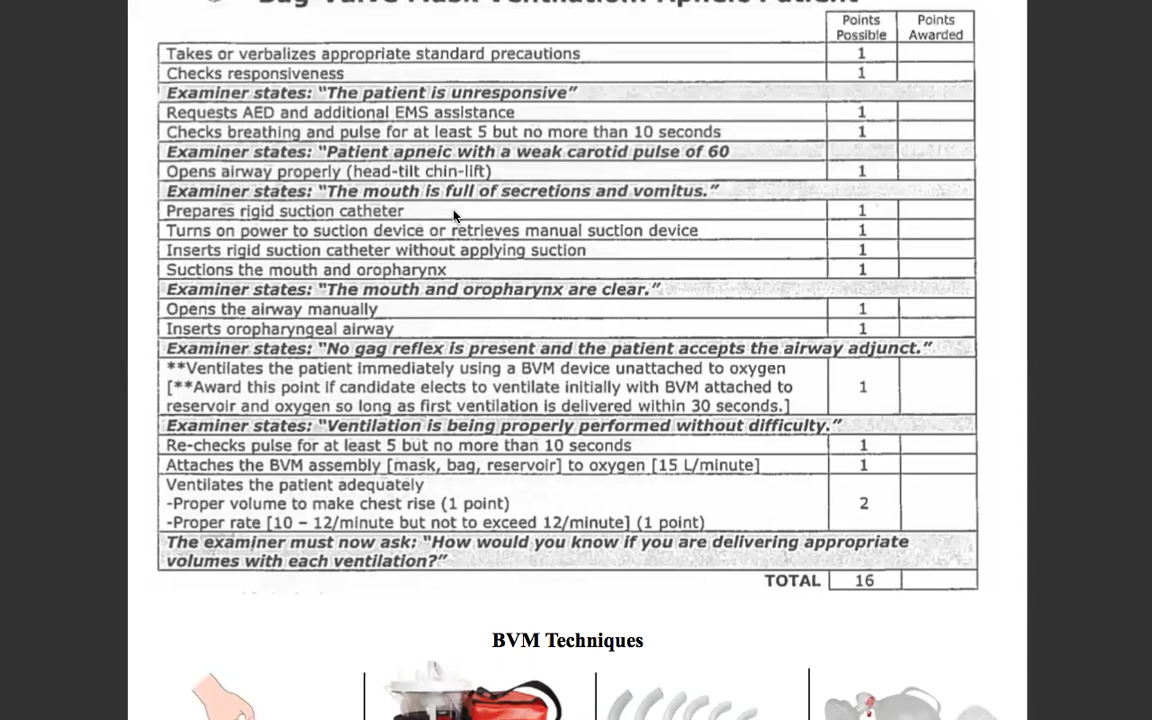 Bag-Valve Mask Ventilation: Apneic Patient
Points Possible
Points Awarded
Takes or verbalizes appropriate standard precautions 1
Checks responsiveness 1
Examiner states: "The patient is unresponsive"
Requests AED and additional EMS assistance 1
Checks breathing and pulse for at least 5 but no more than 10 seconds 1
Examiner states: "Patient apneic with a weak carotid pulse of 60
Opens airway properly (head-tilt chin-lift) 1
Examiner states: "The mouth is full of secretions and vomitus."
Prepares rigid suction catheter 1
Turns on power to suction device or retrieves manual suction device 1
Inserts rigid suction catheter without applying suction 1
Suctions the mouth and oropharynx 1
Examiner states: "The mouth and oropharynx are clear."
Opens the airway manually 1
Inserts oropharyngeal airway 1
Examiner states: "No gag reflex is present and the patient accepts the airway adjunct."
**Ventilates the patient immediately using a BVM device unattached to oxygen
[**Award this point if candidate elects to ventilate initially with BVM attached to 1
reservoir and oxygen so long as first ventilation is delivered within 30 seconds.]
Examiner states: "Ventilation is being properly performed without difficulty."
Re-checks pulse for at least 5 but no more than 10 seconds 1
Attaches the BVM assembly [mask, bag, reservoir] to oxygen [15 L/minute] 1
Ventilates the patient adequately
-Proper volume to make chest rise (1 point) 2
-Proper rate [10 – 12/minute but not to exceed 12/minute] (1 point)
The examiner must now ask: "How would you know if you are delivering appropriate
volumes with each ventilation?"
TOTAL 16
BVM Techniques